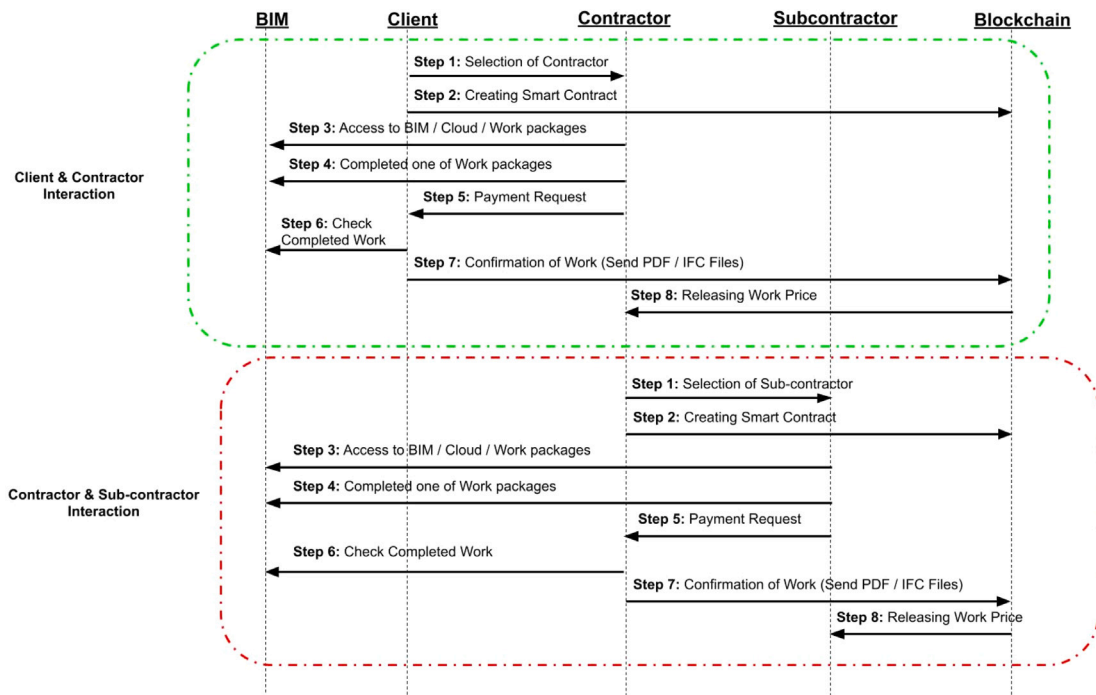 BIM Client Contractor Subcontractor Blockchain
Step 1: Selection of Contractor
Step 2: Creating Smart Contract
Step 3: Access to BIM / Cloud / Work packages
Step 4: Completed one of Work packages
Client & Contractor
Interaction
Step 5: Payment Request
Step 6: Check
Completed Work
Step 7: Confirmation of Work (Send PDF / IFC Files)
Step 8: Releasing Work Price
Step 1: Selection of Sub-contractor
Step 2: Creating Smart Contract
Step 3: Access to BIM / Cloud / Work packages
Step 4: Completed one of Work packages
Contractor & Sub-contractor
Interaction
Step 5: Payment Request
Step 6: Check Completed Work
Step 7: Confirmation of Work (Send PDF / IFC Files)
Step 8: Releasing Work Price